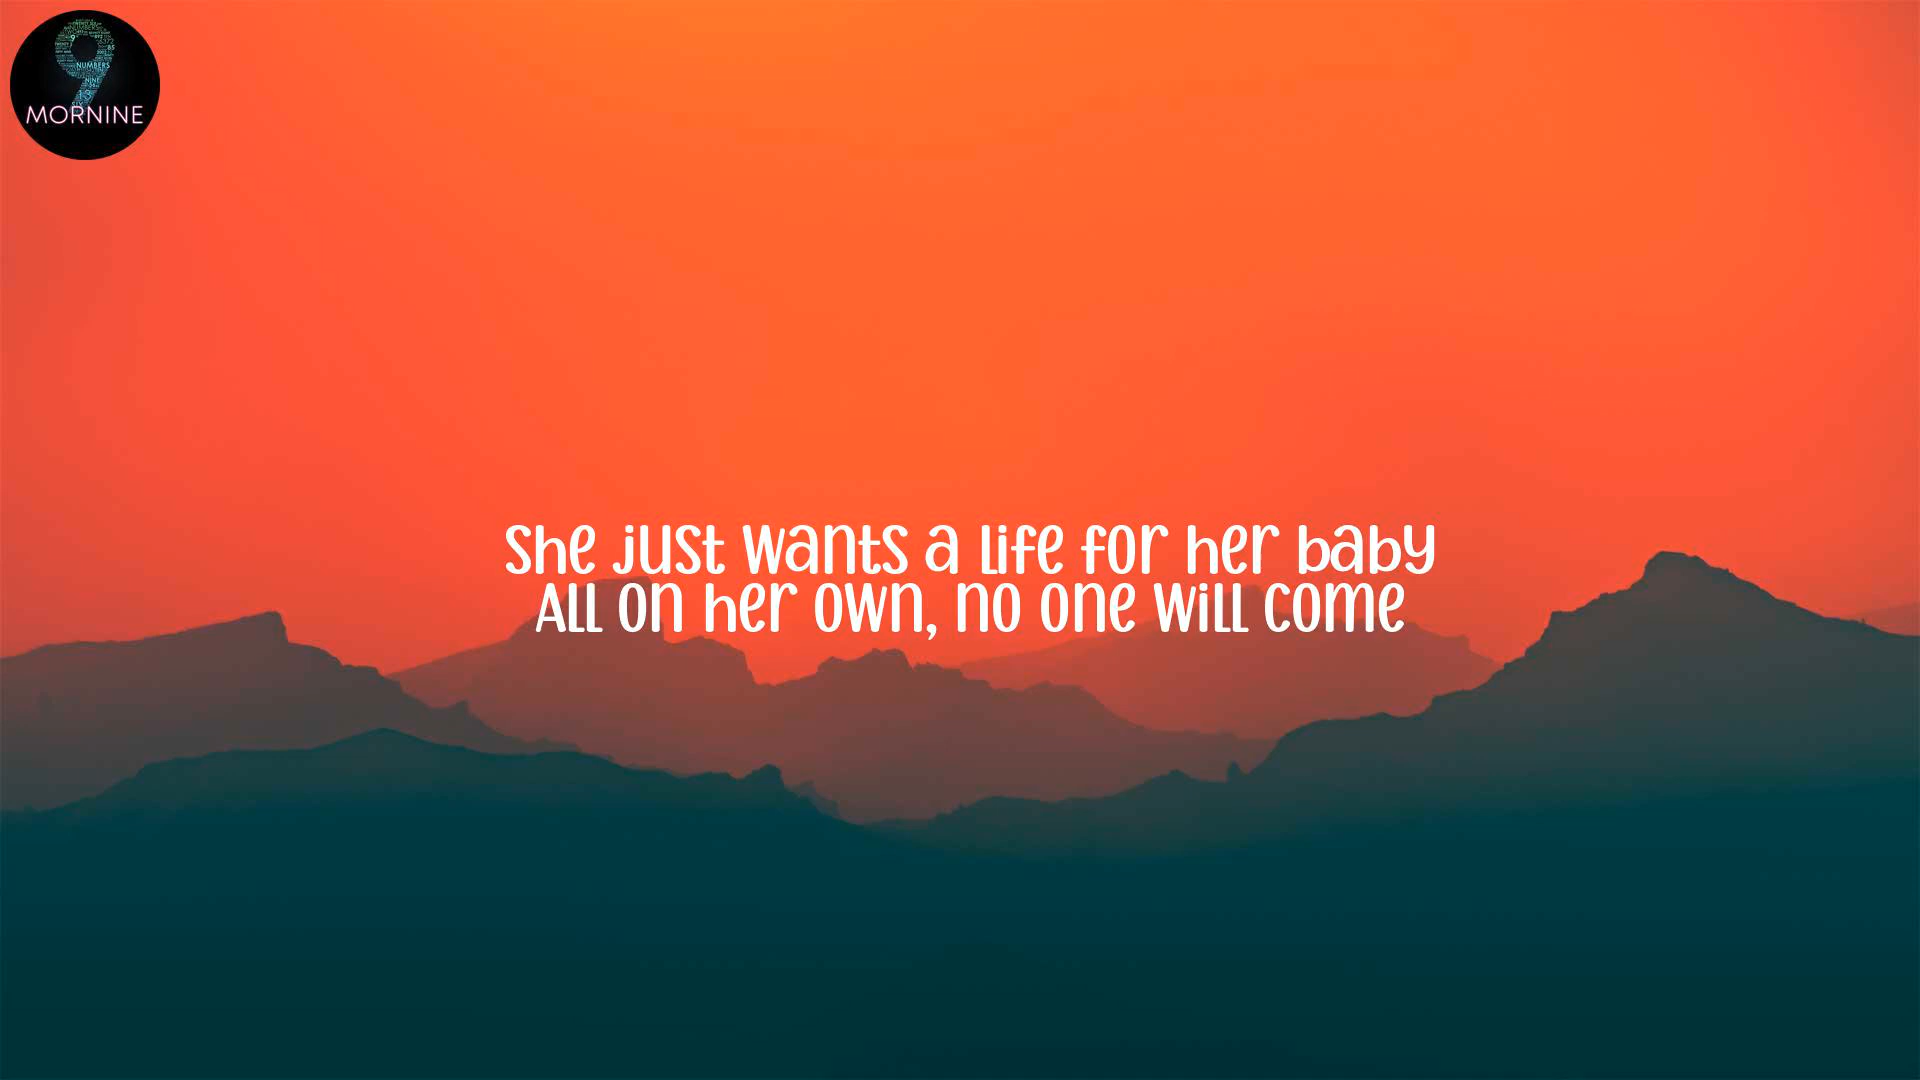 MORNINE
She just wants a life for her baby
All on her own, no one will come